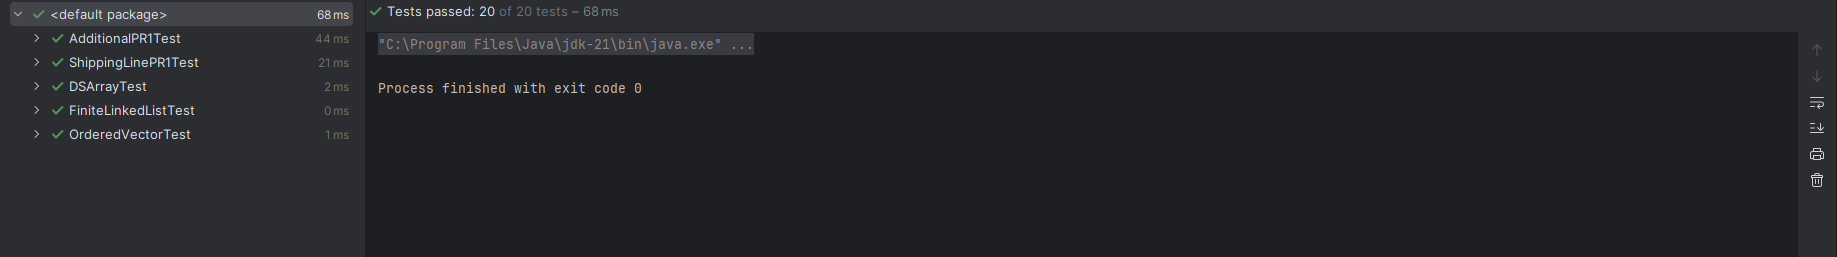 <default package> 68 ms
AdditionalPR1Test 44 ms
ShippingLinePR1Test 21 ms
DSArrayTest 2 ms
FiniteLinkedListTest 0 ms
OrderedVectorTest 1 ms
Tests passed: 20 of 20 tests – 68 ms
"C:\Program Files\Java\jdk-21\bin\java.exe" ...
Process finished with exit code 0